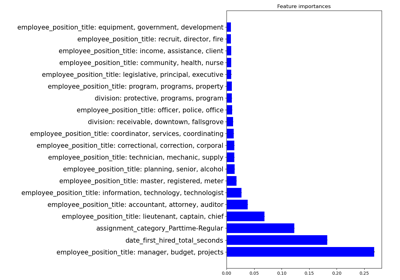 Feature importances
employee_position_title: equipment, government, development
employee_position_title: recruit, director, fire
employee_position_title: income, assistance, client
employee_position_title: community, health, nurse
employee_position_title: legislative, principal, executive
employee_position_title: program, programs, property
division: protective, programs, program
employee_position_title: officer, police, office
division: receivable, downtown, fallsgrove
employee_position_title: coordinator, services, coordinating
employee_position_title: correctional, correction, corporal
employee_position_title: technician, mechanic, supply
employee_position_title: planning, senior, alcohol
employee_position_title: master, registered, meter
employee_position_title: information, technology, technologist
employee_position_title: accountant, attorney, auditor
employee_position_title: lieutenant, captain, chief
assignment_category_Parttime-Regular
date_first_hired_total_seconds
employee_position_title: manager, budget, projects
0.00 0.05 0.10 0.15 0.20 0.25